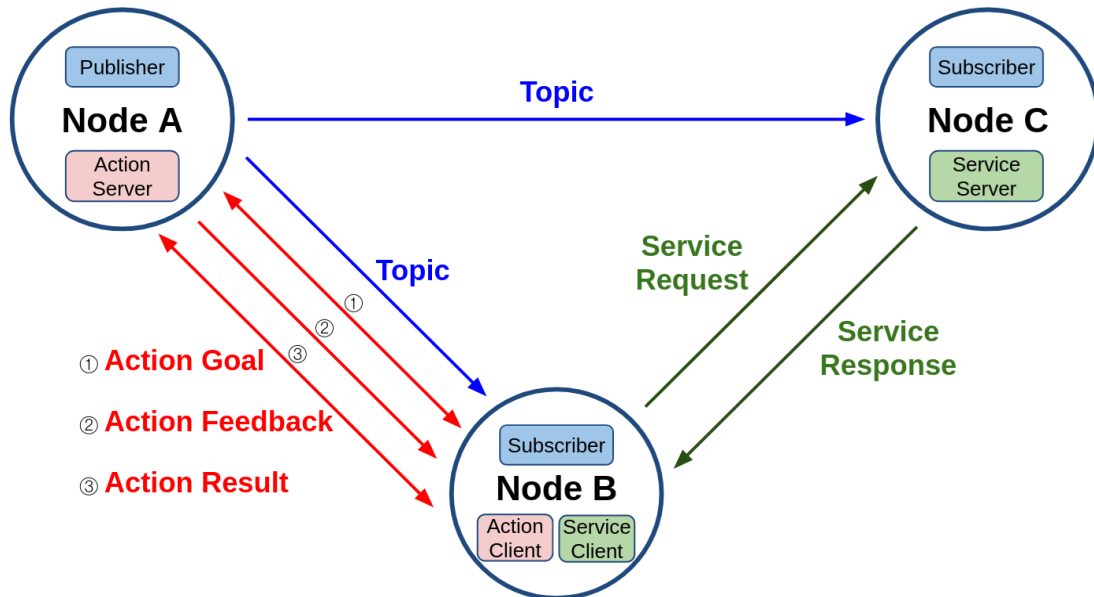 Publisher
Node A
Action
Server
Topic
Subscriber
Node C
Service
Server
Topic
Service
Request
Service
Response
①
②
③
① Action Goal
② Action Feedback
③ Action Result
Subscriber
Node B
Action
Client
Service
Client